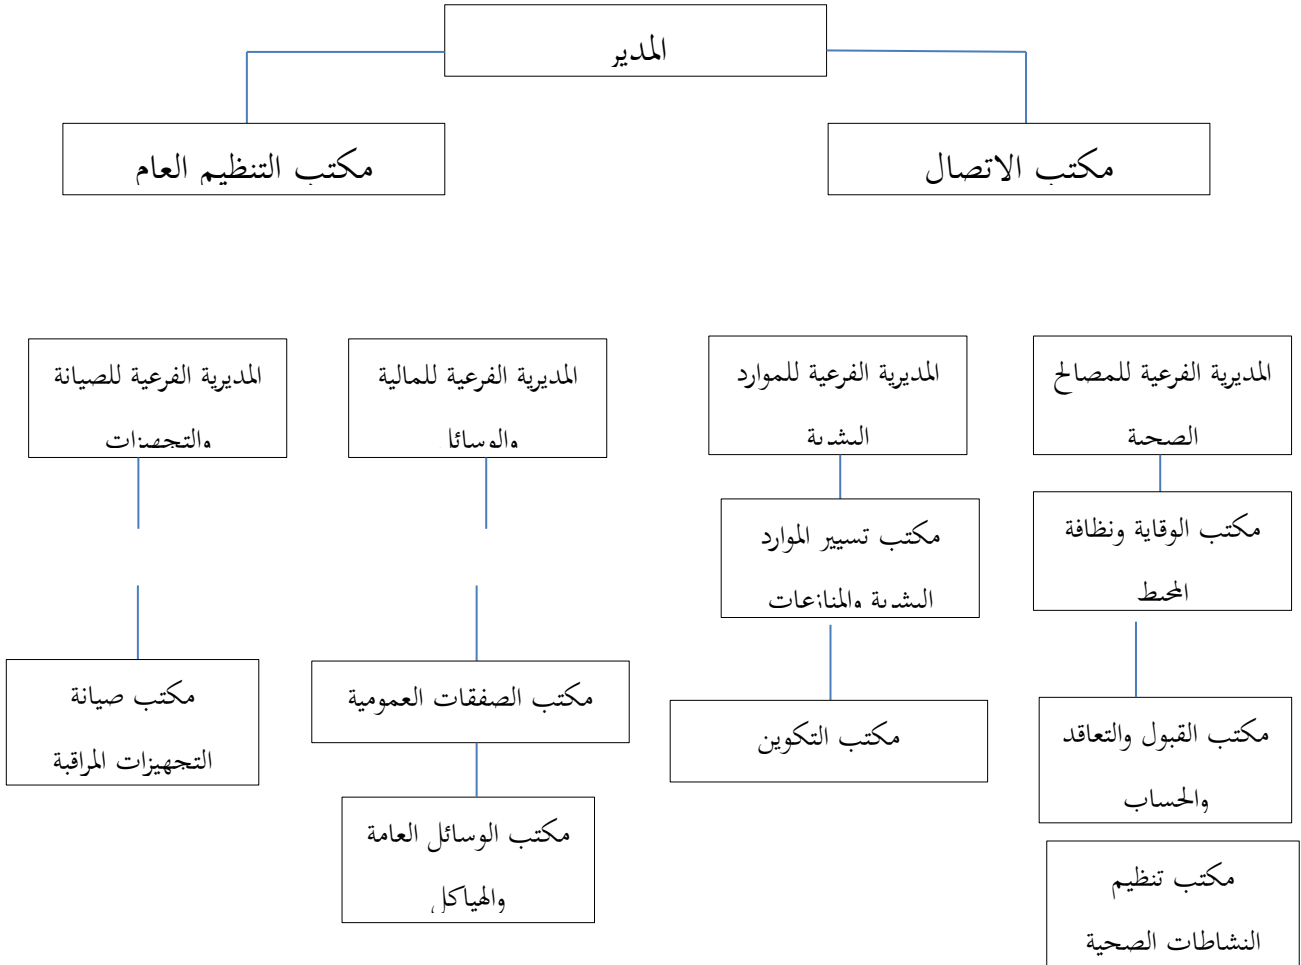 المدير
مكتب الاتصال
مكتب التنظيم العام
المديرية الفرعية للمصالح
الصحية
المديرية الفرعية للموارد
البشرية
المديرية الفرعية للمالية
والوسائل
المديرية الفرعية للصيانة
والتجهيزات
مكتب الوقاية ونظافة
المحيط
مكتب تسيير الموارد
البشرية والمنازعات
مكتب القبول والتعاقد
والحساب
مكتب التكوين
مكتب الصفقات العمومية
مكتب صيانة
التجهيزات المراقبة
مكتب الوسائل العامة
والهياكل
مكتب تنظيم
النشاطات الصحية